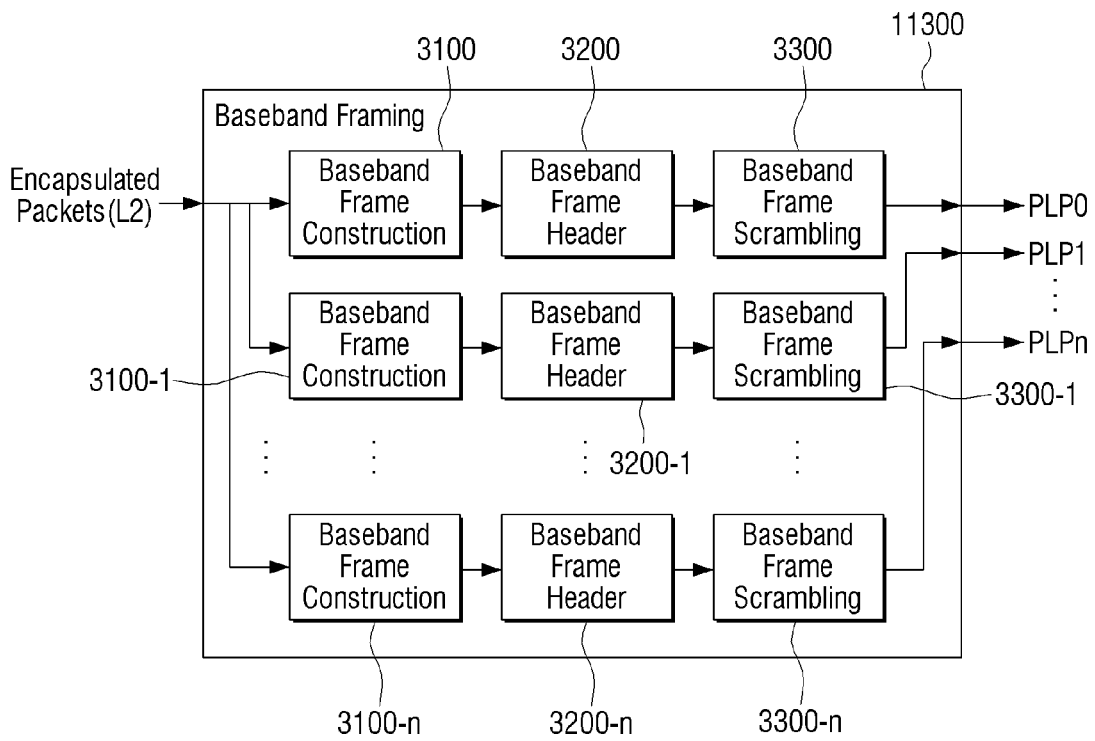 11300
3100
3200
3300
Baseband Framing
Encapsulated
Packets(L2)
Baseband
Frame
Construction
Baseband
Frame
Header
Baseband
Frame
Scrambling
PLP0
PLP1
PLPn
Baseband
Frame
Construction
Baseband
Frame
Header
Baseband
Frame
Scrambling
3100-1
3200-1
3300-1
Baseband
Frame
Construction
Baseband
Frame
Header
Baseband
Frame
Scrambling
3100-n
3200-n
3300-n